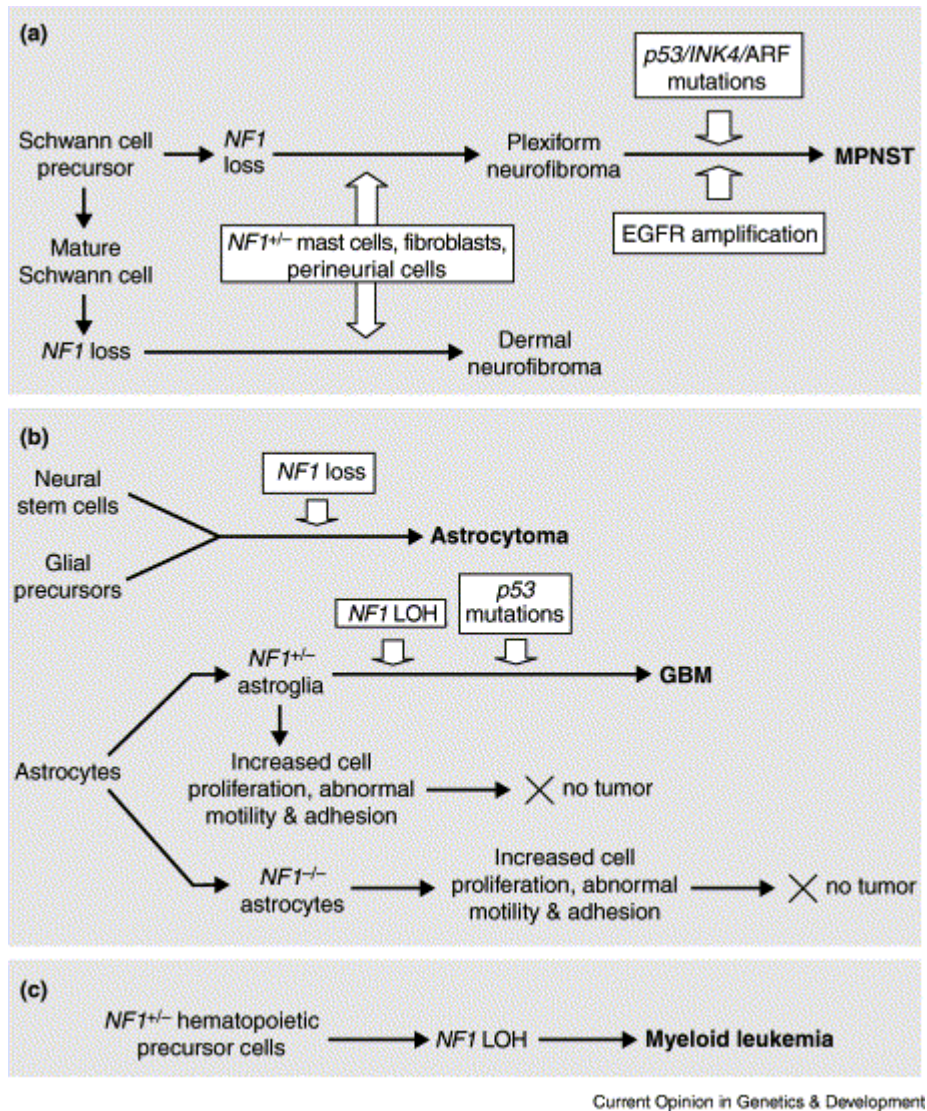 (a)
p53/INK4/ARF
mutations
Schwann cell
precursor
NF1
loss
Plexiform
neurofibroma
MPNST
NF1+/– mast cells, fibroblasts,
perineurial cells
EGFR amplification
Mature
Schwann cell
NF1 loss
Dermal
neurofibroma
(b)
Neural
stem cells
NF1 loss
Astrocytoma
Glial
precursors
NF1 LOH
p53
mutations
NF1+/–
astroglia
GBM
Astrocytes
Increased cell
proliferation, abnormal
motility & adhesion
no tumor
NF1–/–
astrocytes
Increased cell
proliferation, abnormal
motility & adhesion
no tumor
(c)
NF1+/– hematopoietic
precursor cells
NF1 LOH
Myeloid leukemia
Current Opinion in Genetics & Development